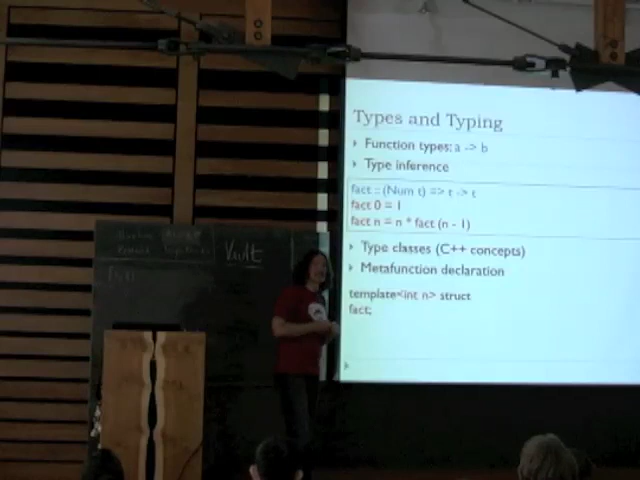 Types and Typing
Function types: a -> b
Type inference
fact :: (Num t) => t -> t
fact 0 = 1
fact n = n * fact (n - 1)
Type classes (C++ concepts)
Metafunction declaration
template<int n> struct
fact;
Vault